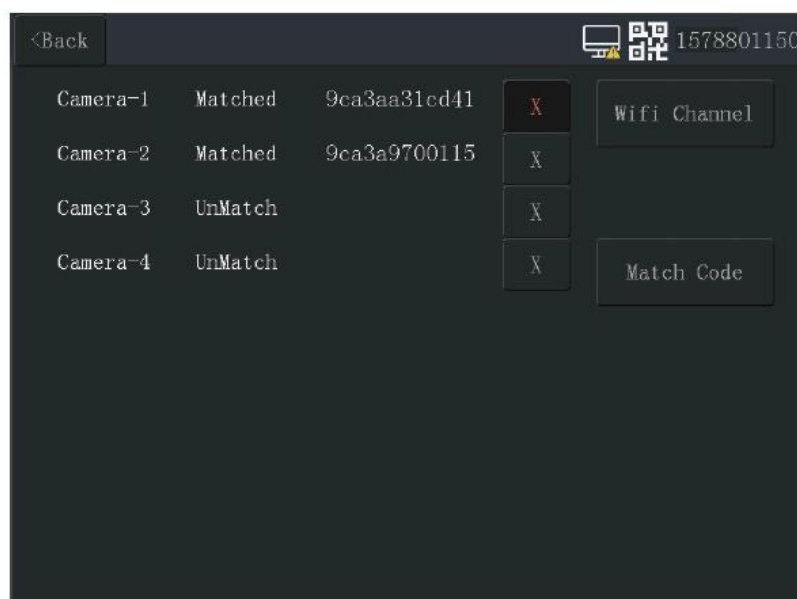 <Back 1578801150
Camera-1 Matched 9ca3aa31cd41 X Wifi Channel
Camera-2 Matched 9ca3a9700115 X
Camera-3 UnMatch X
Camera-4 UnMatch X Match Code